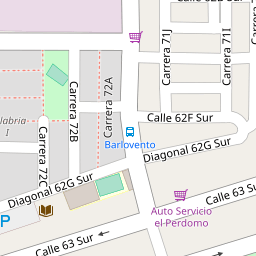 Calle 62B Sur
Carrera 71J
Carrera 71I
Carrera 72A
Carrera 72B
Calle 62F Sur
I
Barlovento
Diagonal 62G Sur
Carrera 72C
Diagonal 62G Sur
Calle 63 Sur
Auto Servicio
el Perdomo
P
Calle 63 Sur